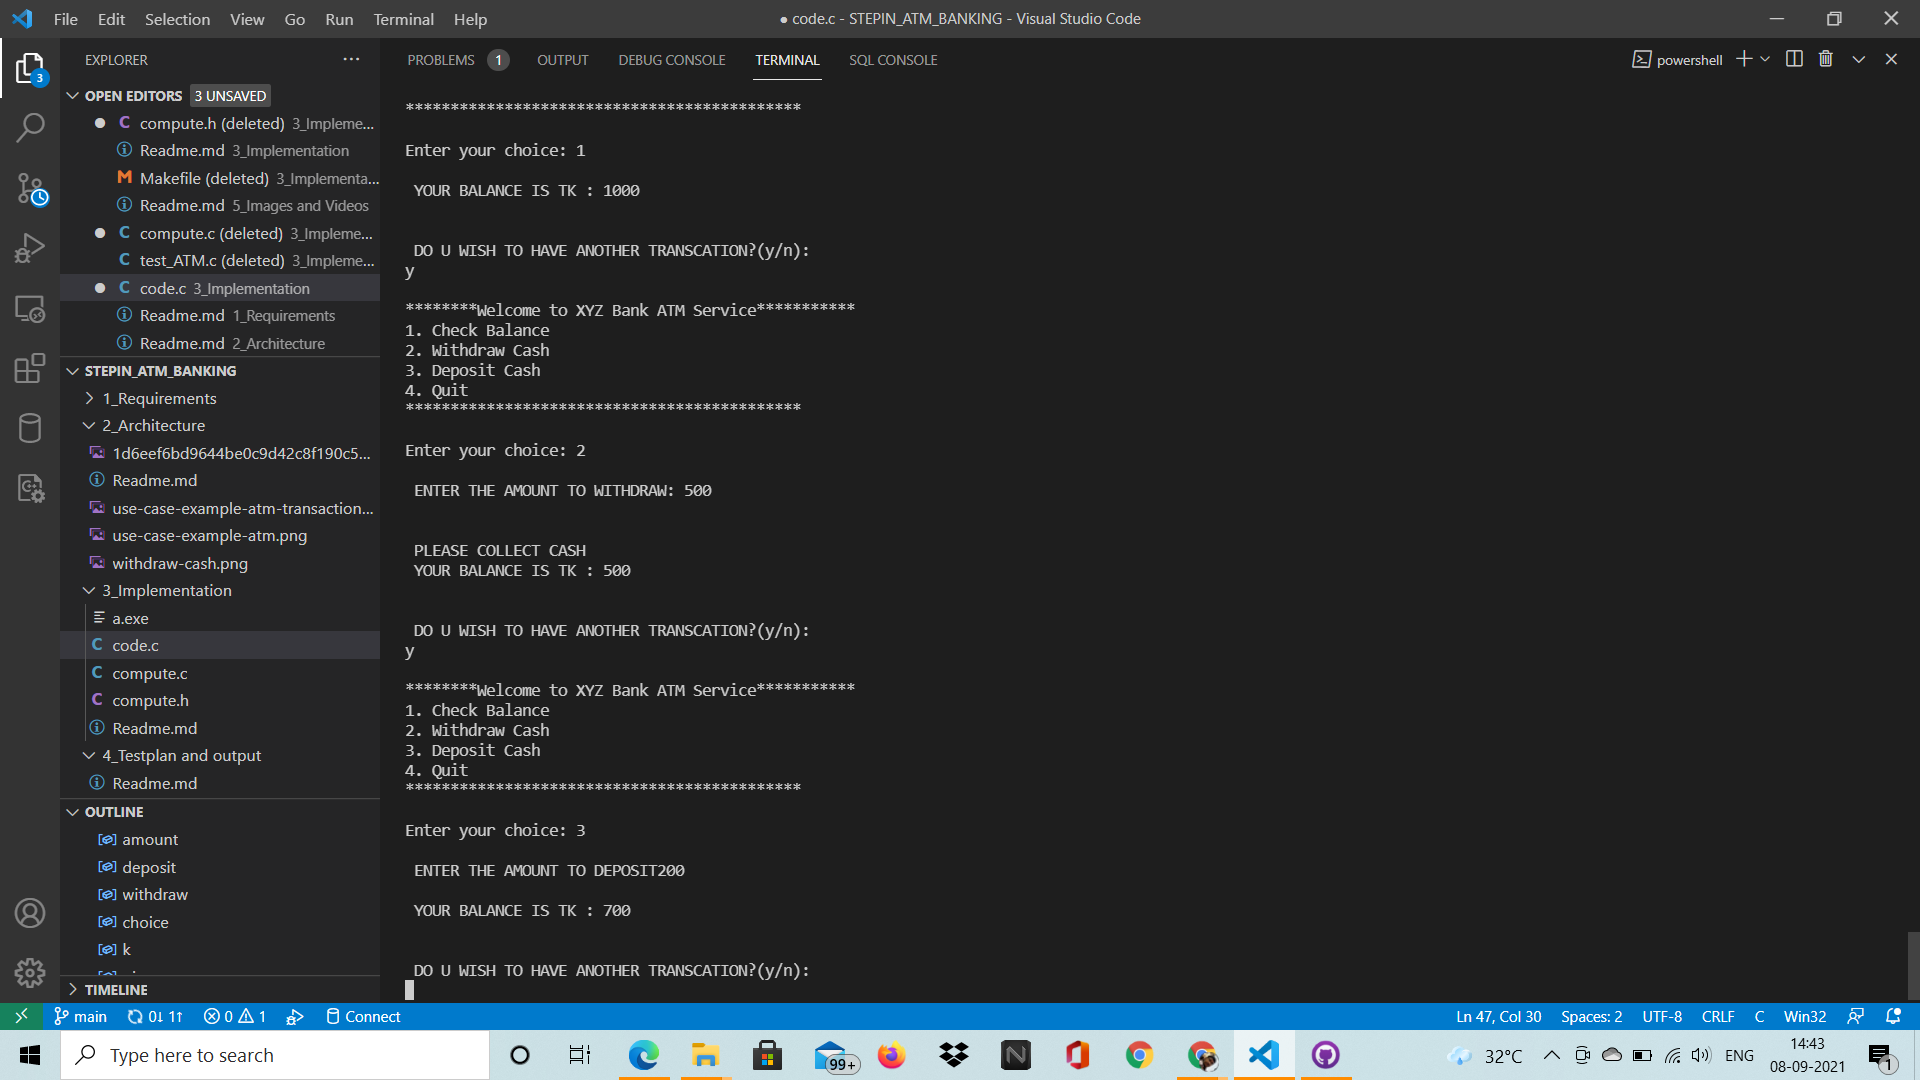 File Edit Selection View Go Run Terminal Help
● code.c - STEPIN_ATM_BANKING - Visual Studio Code
EXPLORER
3
OPEN EDITORS 3 UNSAVED
compute.h (deleted) 3_Impleme...
Readme.md 3_Implementation
Makefile (deleted) 3_Implementa...
Readme.md 5_Images and Videos
compute.c (deleted) 3_Impleme...
test_ATM.c (deleted) 3_Impleme...
code.c 3_Implementation
Readme.md 1_Requirements
Readme.md 2_Architecture
STEPIN_ATM_BANKING
1_Requirements
2_Architecture
1d6eef6bd9644be0c9d42c8f190c5...
Readme.md
use-case-example-atm-transaction...
use-case-example-atm.png
withdraw-cash.png
3_Implementation
a.exe
code.c
compute.c
compute.h
Readme.md
4_Testplan and output
Readme.md
OUTLINE
amount
deposit
withdraw
choice
k
TIMELINE
PROBLEMS 1 OUTPUT DEBUG CONSOLE TERMINAL SQL CONSOLE
powershell
********************************************
Enter your choice: 1
YOUR BALANCE IS TK : 1000
DO U WISH TO HAVE ANOTHER TRANSCATION?(y/n):
y
********Welcome to XYZ Bank ATM Service***********
1. Check Balance
2. Withdraw Cash
3. Deposit Cash
4. Quit
********************************************
Enter your choice: 2
ENTER THE AMOUNT TO WITHDRAW: 500
PLEASE COLLECT CASH
YOUR BALANCE IS TK : 500
DO U WISH TO HAVE ANOTHER TRANSCATION?(y/n):
y
********Welcome to XYZ Bank ATM Service***********
1. Check Balance
2. Withdraw Cash
3. Deposit Cash
4. Quit
********************************************
Enter your choice: 3
ENTER THE AMOUNT TO DEPOSIT200
YOUR BALANCE IS TK : 700
DO U WISH TO HAVE ANOTHER TRANSCATION?(y/n):
main 0↓ 1↑ 0 1 Connect
Ln 47, Col 30 Spaces: 2 UTF-8 CRLF C Win32
Type here to search
99+
32°C ENG
14:43
08-09-2021
1